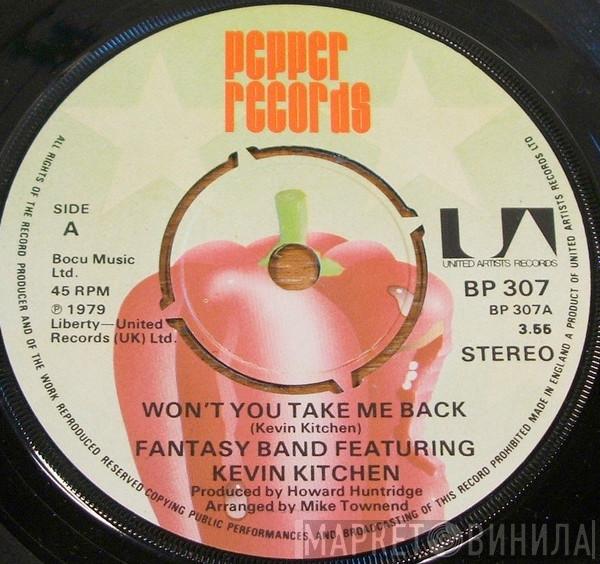 pepper
records
SIDE
A
Bocu Music
Ltd.
45 RPM
℗ 1979
Liberty—United
Records (UK) Ltd.
UA
UNITED ARTISTS RECORDS
BP 307
BP 307A
3.56
STEREO
WON'T YOU TAKE ME BACK
(Kevin Kitchen)
FANTASY BAND FEATURING
KEVIN KITCHEN
Produced by Howard Huntridge
Arranged by Mike Townend
ALL RIGHTS OF THE RECORD PRODUCER AND OF THE WORK REPRODUCED RESERVED COPYING PUBLIC PERFORMANCES AND BROADCASTING OF THIS RECORD PROHIBITED MADE IN ENGLAND A PRODUCT OF UNITED ARTISTS RECORDS LTD
МАРКЕТ ВИНИЛА